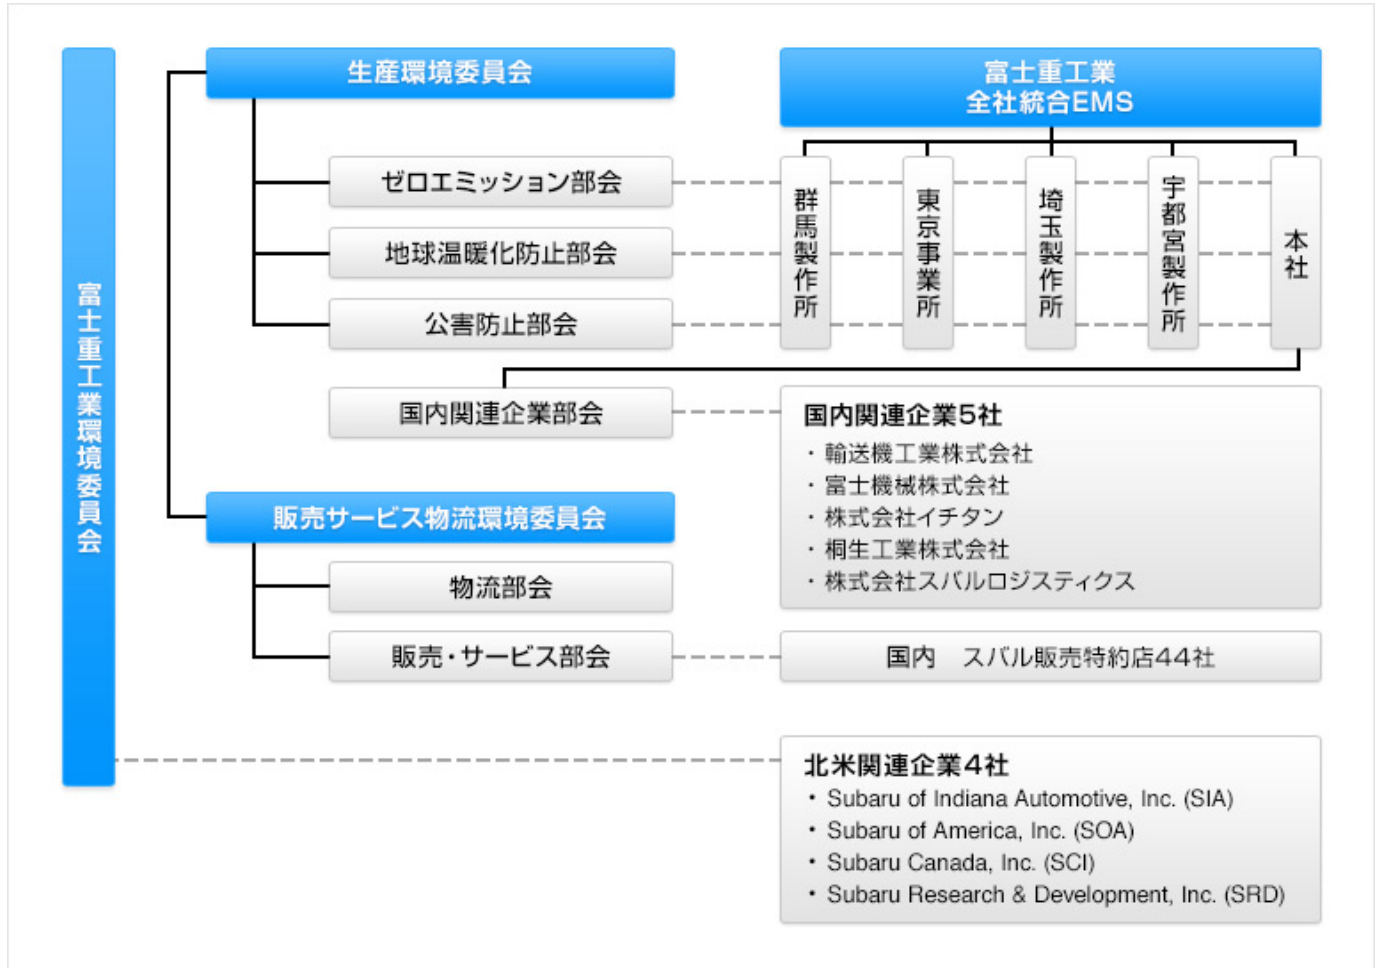 富士重工業環境委員会
生産環境委員会
富士重工業
全社統合EMS
ゼロエミッション部会
地球温暖化防止部会
公害防止部会
群馬製作所
東京事業所
埼玉製作所
宇都宮製作所
本社
国内関連企業部会
国内関連企業5社
・輸送機工業株式会社
・富士機械株式会社
・株式会社イチタン
・桐生工業株式会社
・株式会社スバルロジスティクス
販売サービス物流環境委員会
物流部会
販売・サービス部会
国内　スバル販売特約店44社
北米関連企業4社
・Subaru of Indiana Automotive, Inc. (SIA)
・Subaru of America, Inc. (SOA)
・Subaru Canada, Inc. (SCI)
・Subaru Research & Development, Inc. (SRD)